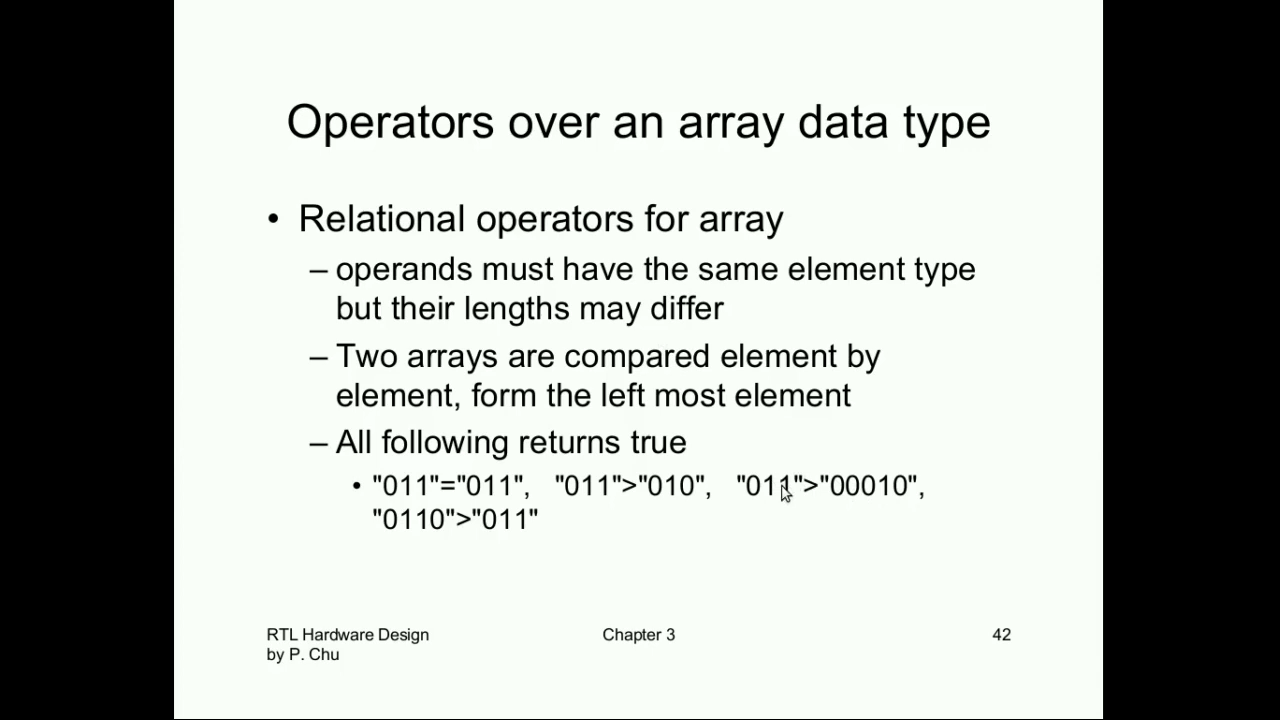 Operators over an array data type
• Relational operators for array
– operands must have the same element type
but their lengths may differ
– Two arrays are compared element by
element, form the left most element
– All following returns true
• "011"="011", "011">"010", "011">"00010",
"0110">"011"
RTL Hardware Design
by P. Chu
Chapter 3
42